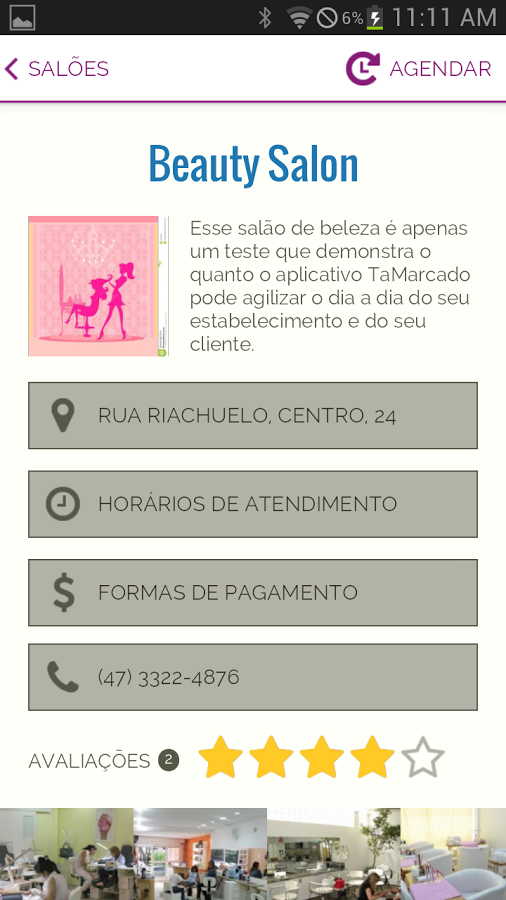 6% 11:11 AM
SALÕES AGENDAR
Beauty Salon
Esse salão de beleza é apenas
um teste que demonstra o
quanto o aplicativo TaMarcado
pode agilizar o dia a dia do seu
estabelecimento e do seu
cliente.
RUA RIACHUELO, CENTRO, 24
HORÁRIOS DE ATENDIMENTO
FORMAS DE PAGAMENTO
(47) 3322-4876
AVALIAÇÕES 2